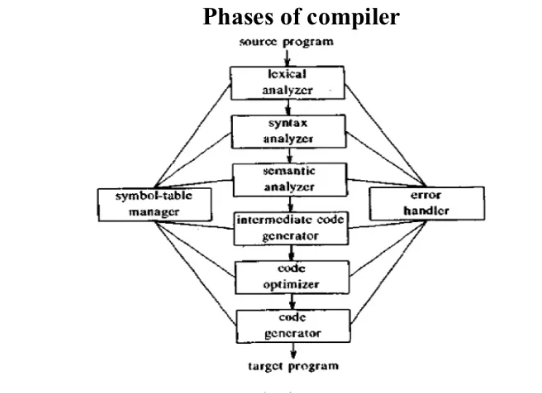 Phases of compiler
source program
lexical
analyzer
syntax
analyzer
semantic
analyzer
symbol-table
manager
error
handler
intermediate code
generator
code
optimizer
code
generator
target program